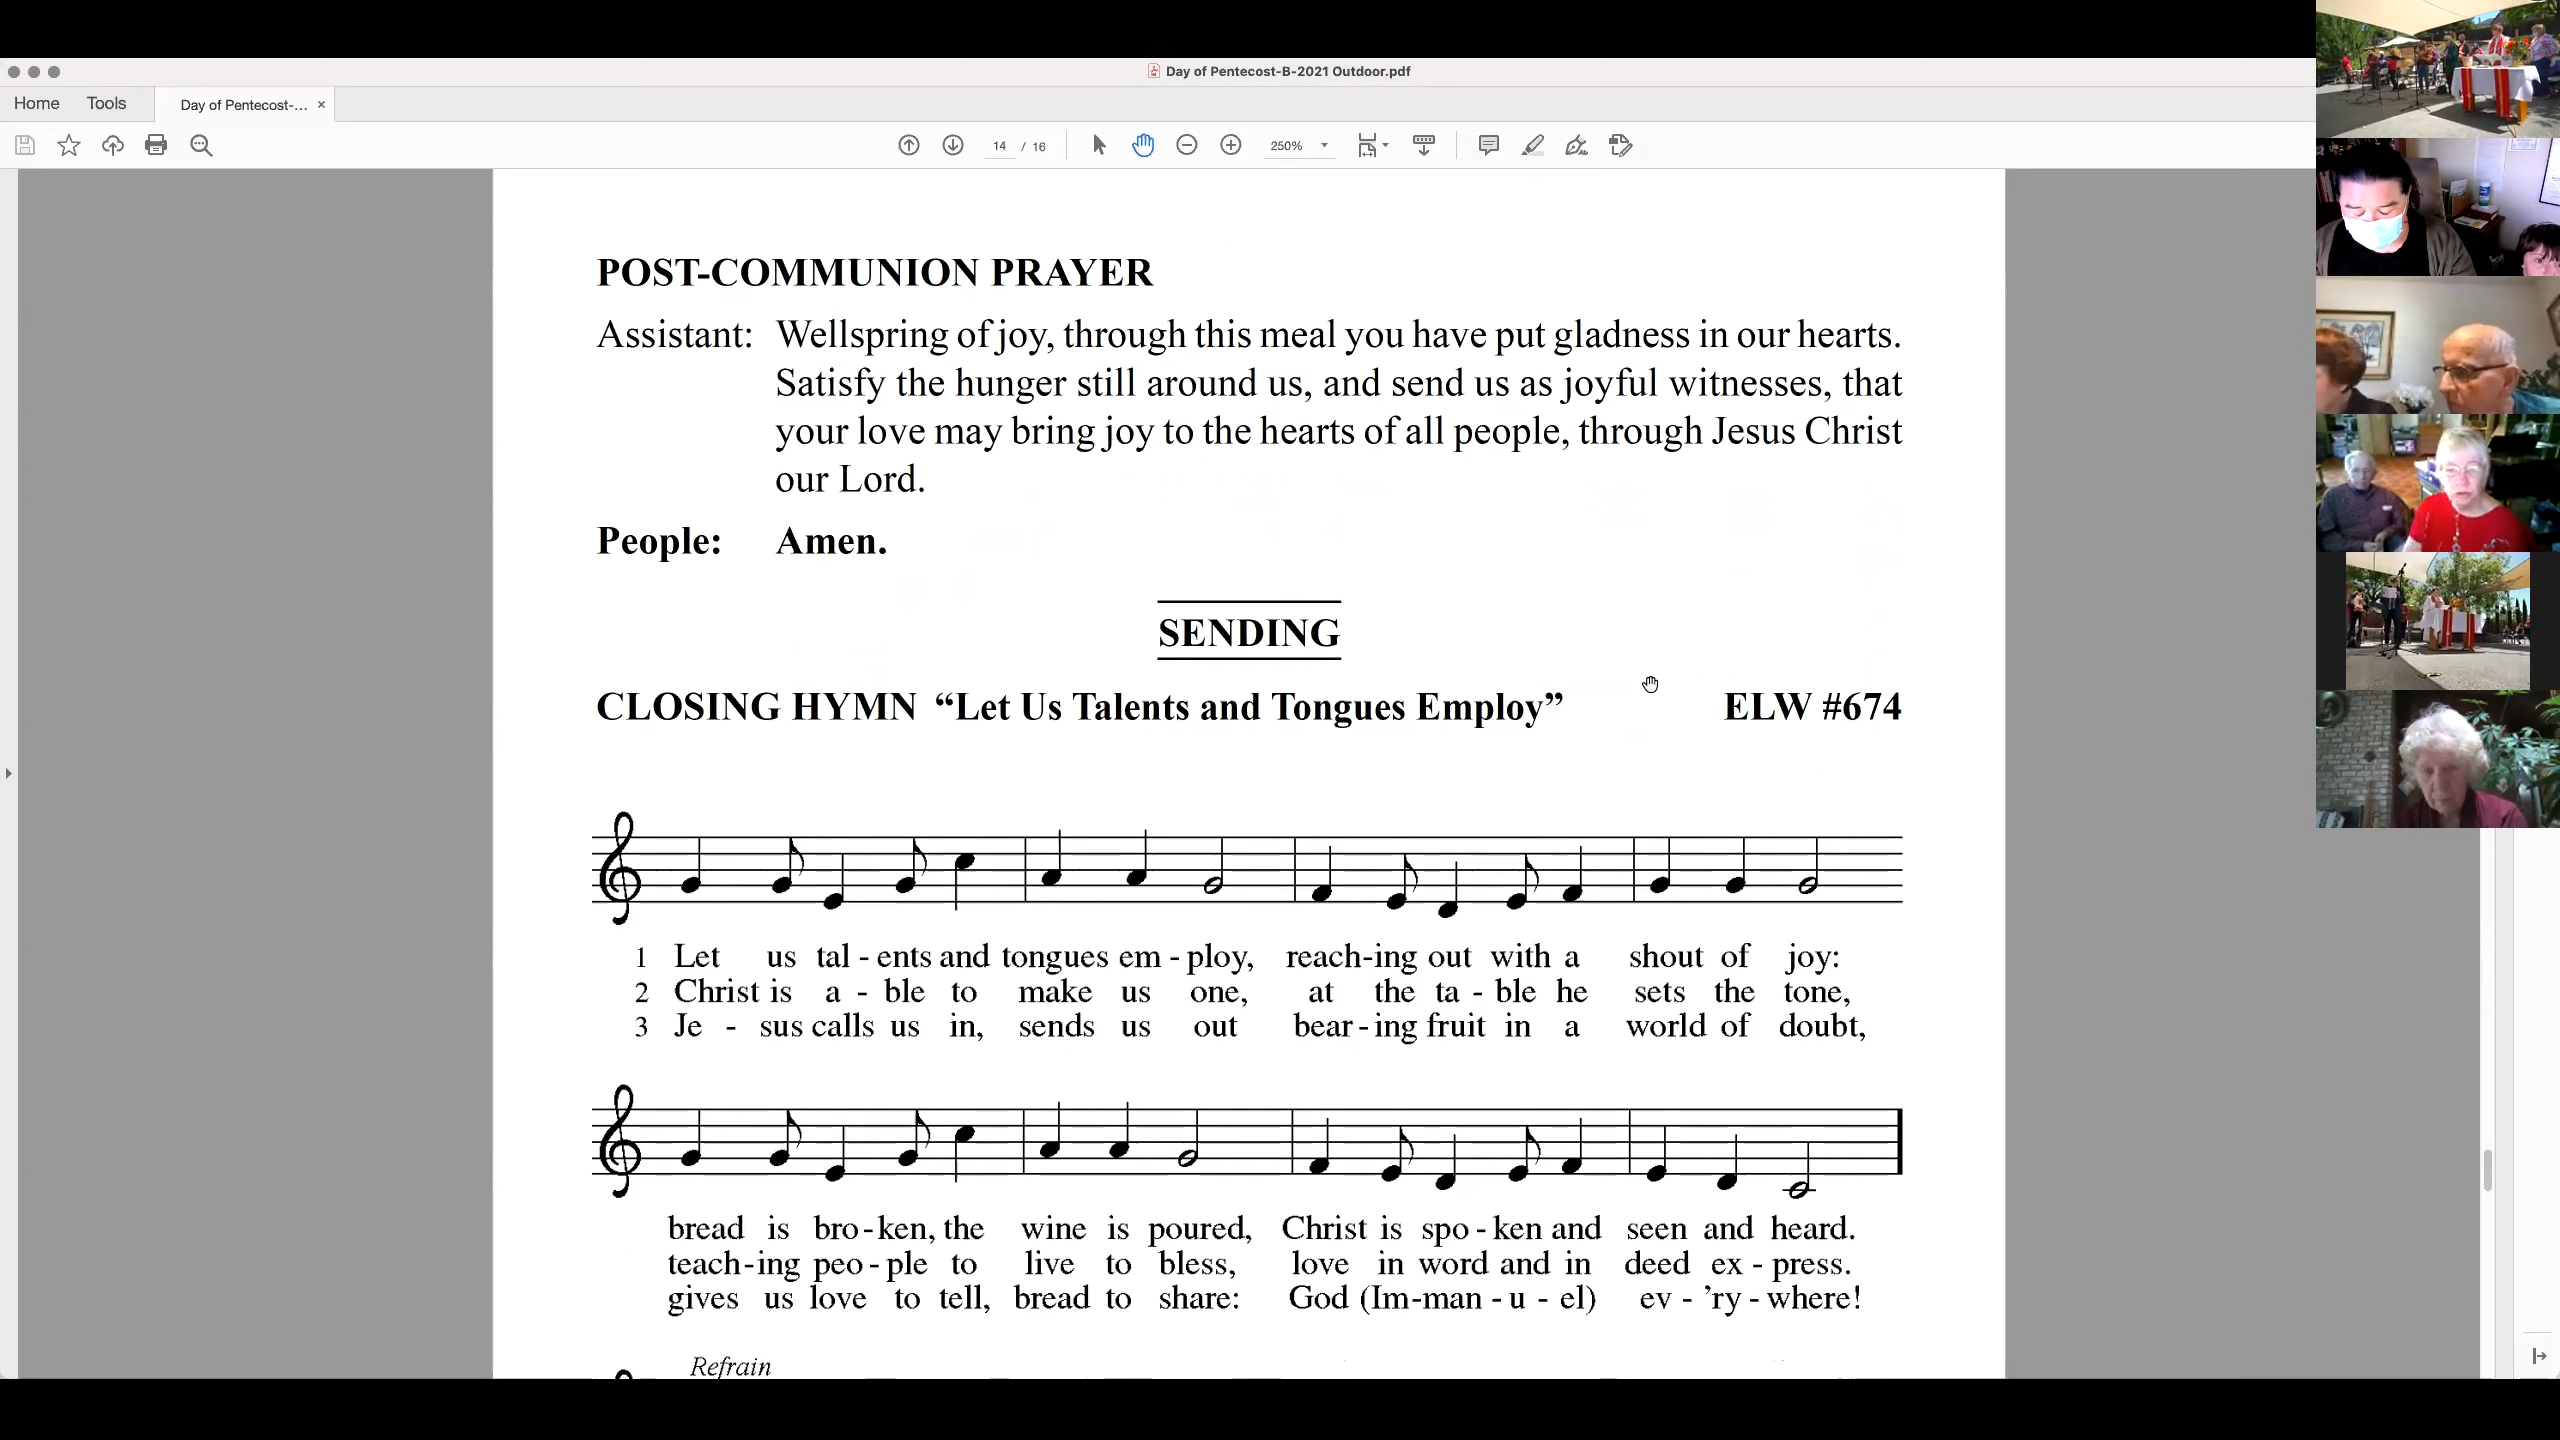 Day of Pentecost-B-2021 Outdoor.pdf
Home Tools Day of Pentecost-... ×
14 / 16 250%
POST-COMMUNION PRAYER
Assistant: Wellspring of joy, through this meal you have put gladness in our hearts.
Satisfy the hunger still around us, and send us as joyful witnesses, that
your love may bring joy to the hearts of all people, through Jesus Christ
our Lord.
People: Amen.
SENDING
CLOSING HYMN “Let Us Talents and Tongues Employ” ELW #674
1 Let us tal - ents and tongues em - ploy, reach-ing out with a shout of joy:
2 Christ is a - ble to make us one, at the ta - ble he sets the tone,
3 Je - sus calls us in, sends us out bear-ing fruit in a world of doubt,
bread is bro-ken, the wine is poured, Christ is spo-ken and seen and heard.
teach-ing peo-ple to live to bless, love in word and in deed ex - press.
gives us love to tell, bread to share: God (Im-man - u - el) ev - 'ry - where!
Refrain